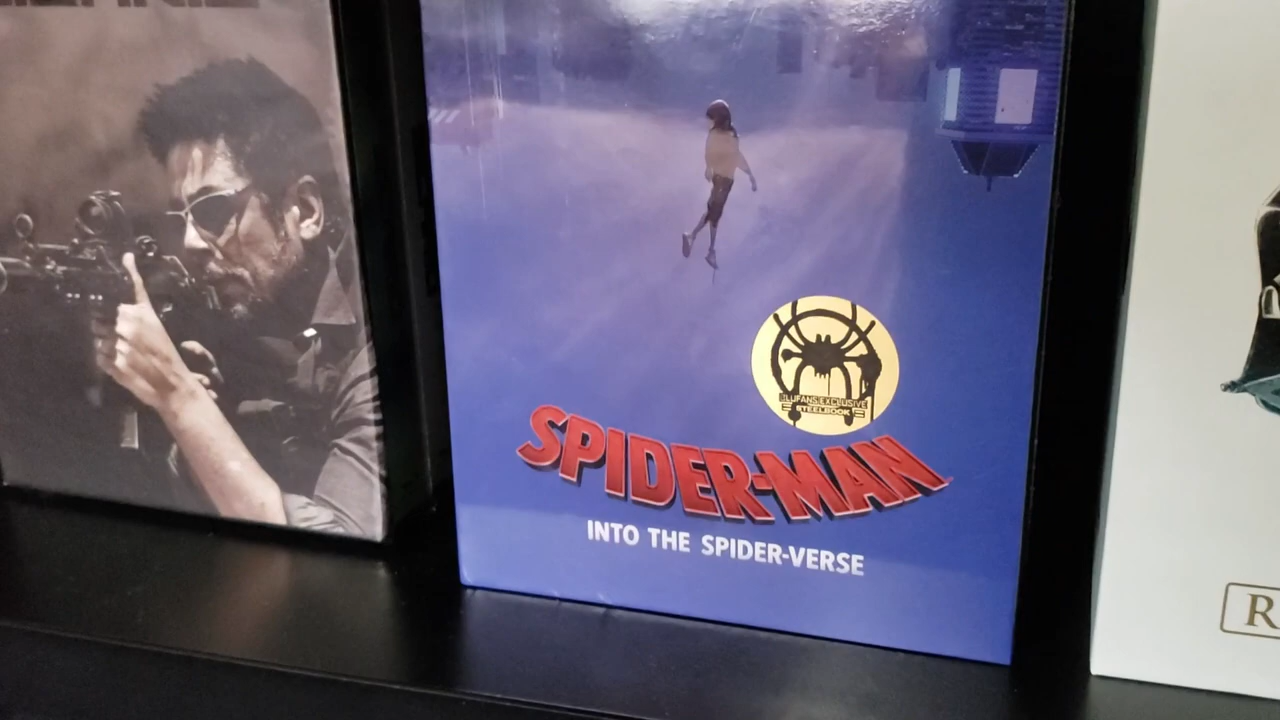 BLUFANS EXCLUSIVE
STEELBOOK
SPIDER-MAN
INTO THE SPIDER-VERSE
R